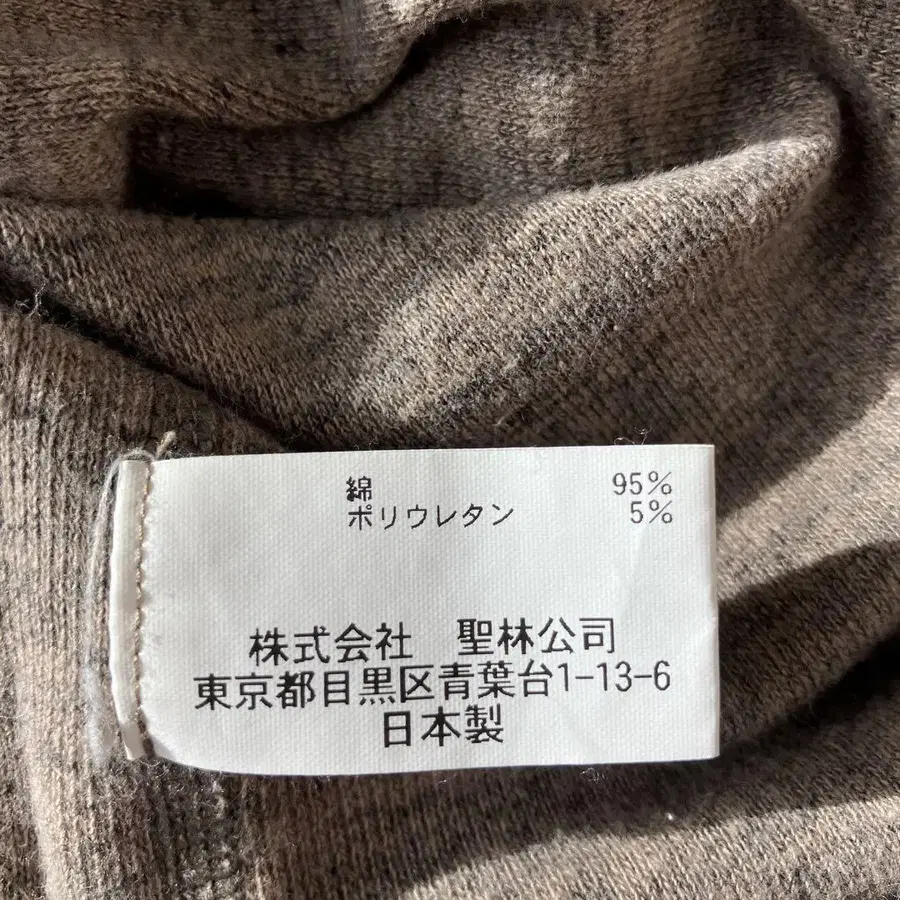 綿 95%
ポリウレタン 5%
株式会社 聖林公司
東京都目黒区青葉台1-13-6
日本製